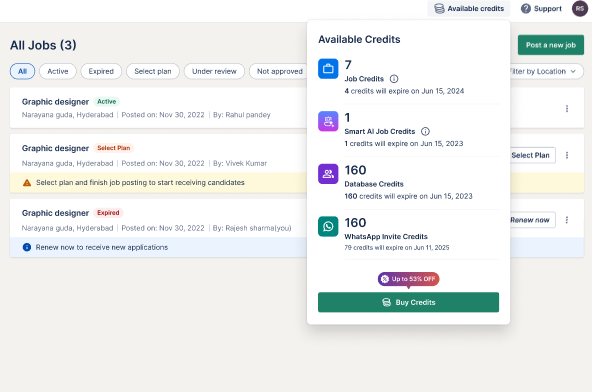 Available credits
Support
RS
All Jobs (3)
Post a new job
All
Active
Expired
Select plan
Under review
Not approved
Filter by Location
Graphic designer Active
Narayana guda, Hyderabad | Posted on: Nov 30, 2022 | By: Rahul pandey
Graphic designer Select Plan
Narayana guda, Hyderabad | Posted on: Nov 30, 2022 | By: Vivek Kumar
Select Plan
Select plan and finish job posting to start receiving candidates
Graphic designer Expired
Narayana guda, Hyderabad | Posted on: Nov 30, 2022 | By: Rajesh sharma(you)
Renew now
Renew now to receive new applications
Available Credits
7
Job Credits
4 credits will expire on Jun 15, 2024
1
Smart AI Job Credits
1 credits will expire on Jun 15, 2023
160
Database Credits
160 credits will expire on Jun 15, 2023
160
WhatsApp Invite Credits
79 credits will expire on Jun 11, 2025
Up to 53% OFF
Buy Credits